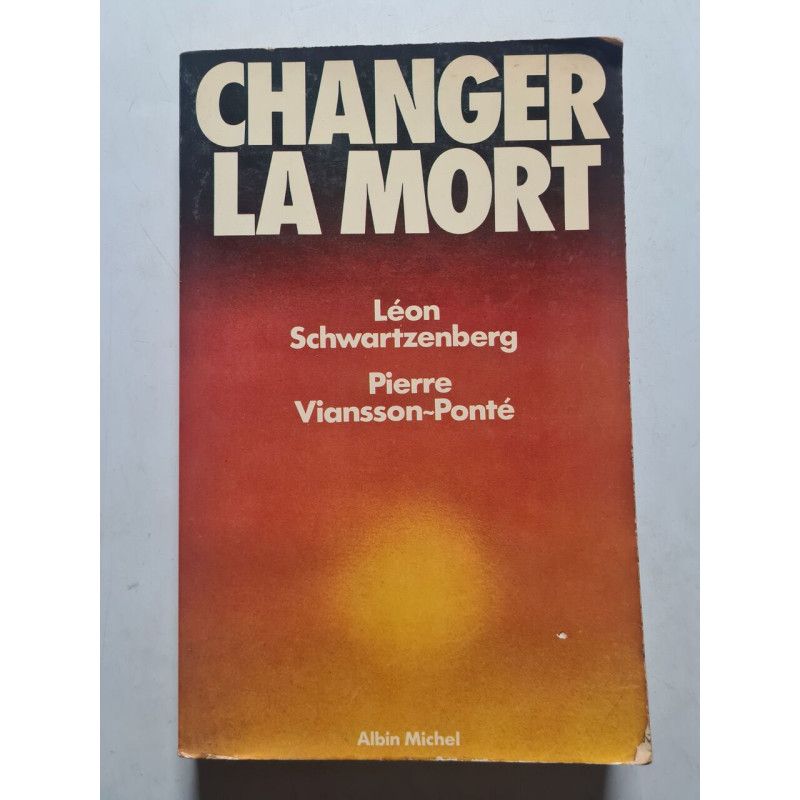 CHANGER
LA MORT
Léon
Schwartzenberg
Pierre
Viansson~Ponté
Albin Michel